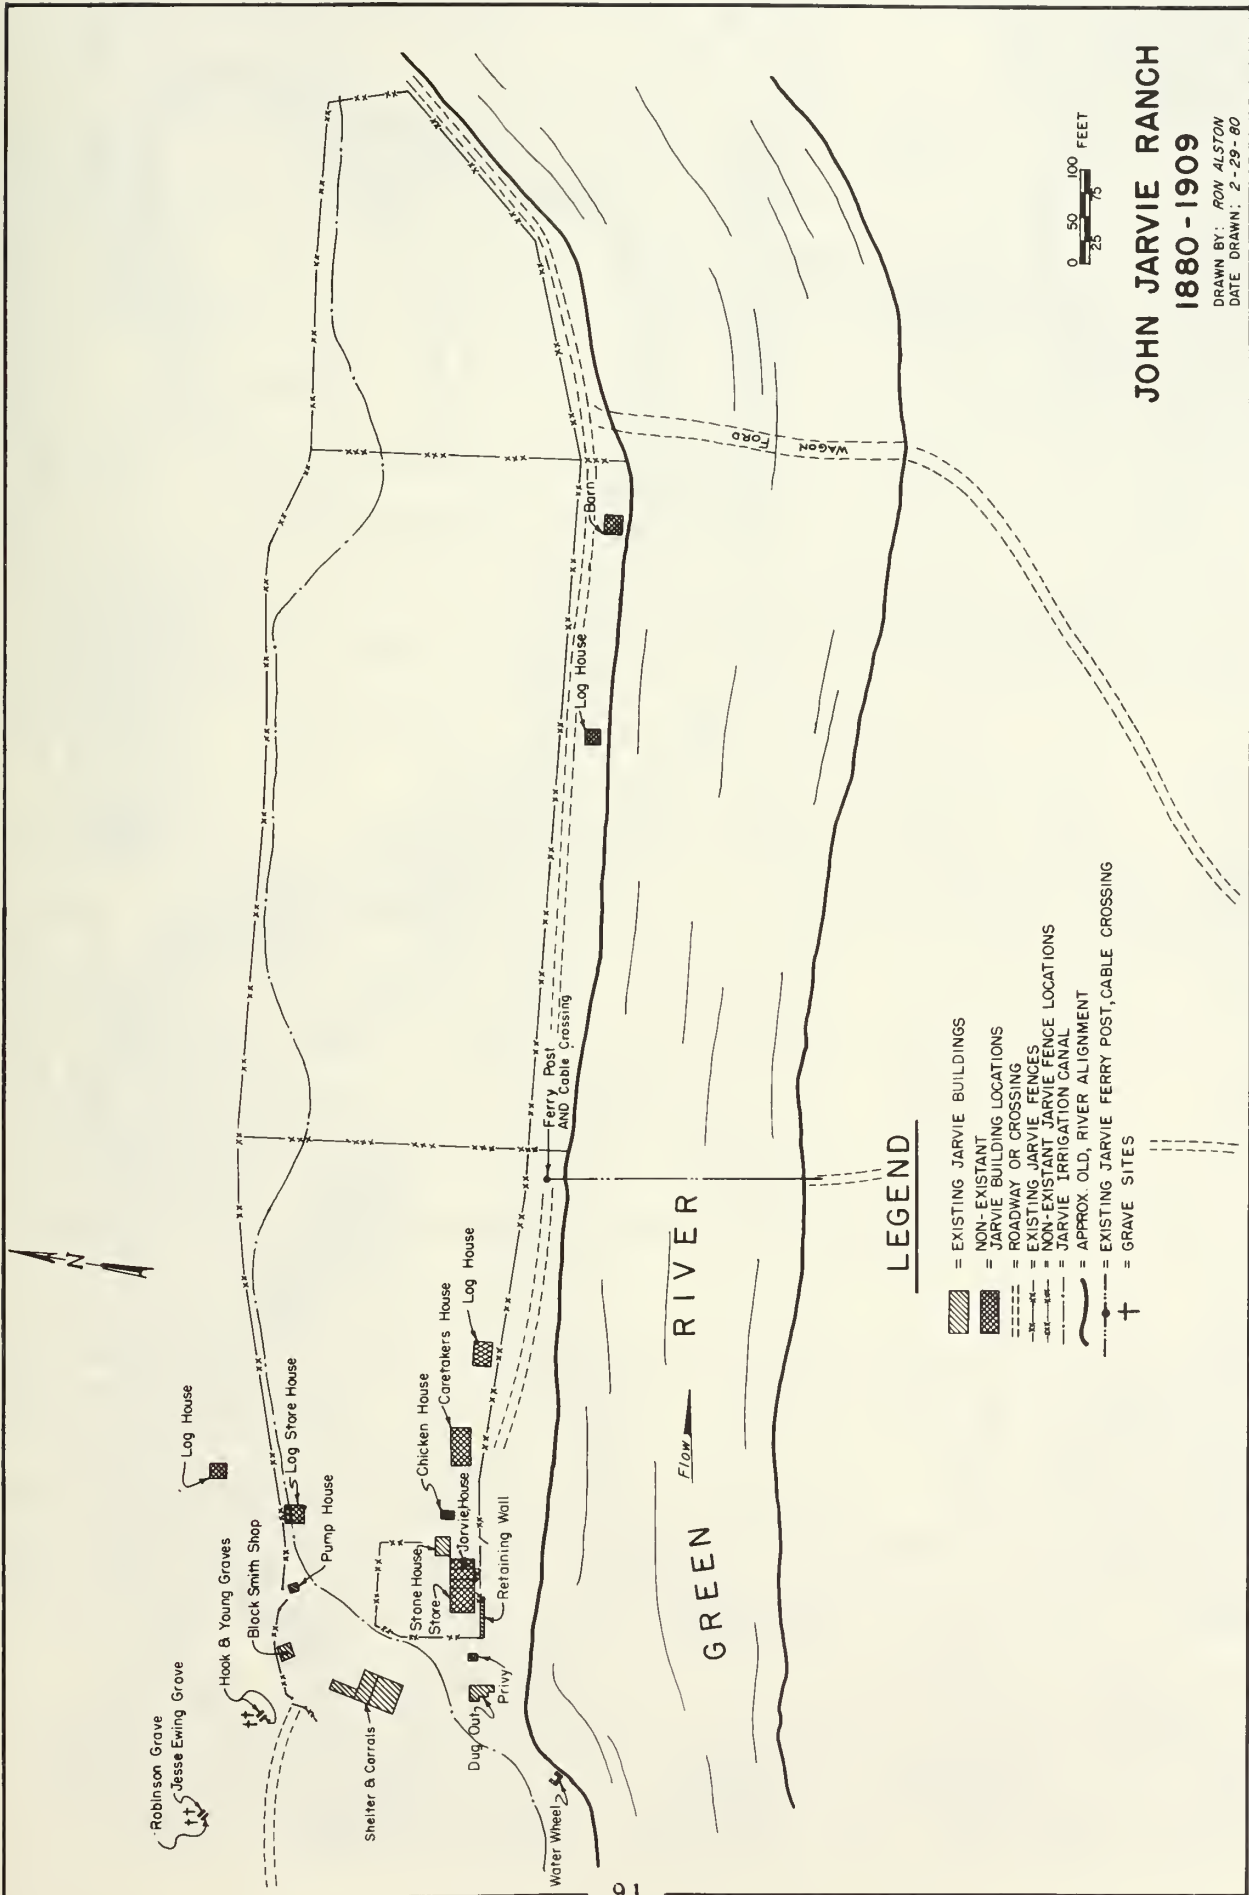 Robinson Grave
Jesse Ewing Grave
Hook & Young Graves
Black Smith Shop
Pump House
Log House
Log Store House
Shelter & Corrals
Stone House
Store
Jarvie House
Chicken House
Caretakers House
Log House
Retaining Wall
Privy
Dug Out
Water Wheel
N
Ferry Post
AND Cable Crossing
Log House
Barn
WAGON
FORD
GREEN RIVER
Flow
LEGEND
= EXISTING JARVIE BUILDINGS
NON-EXISTANT
= JARVIE BUILDING LOCATIONS
= ROADWAY OR CROSSING
= EXISTING JARVIE FENCES
= NON-EXISTANT JARVIE FENCE LOCATIONS
= JARVIE IRRIGATION CANAL
= APPROX. OLD, RIVER ALIGNMENT
= EXISTING JARVIE FERRY POST, CABLE CROSSING
= GRAVE SITES
0 50 100 FEET
25 75
JOHN JARVIE RANCH
1880-1909
DRAWN BY: RON ALSTON
DATE DRAWN: 2-29-80
91